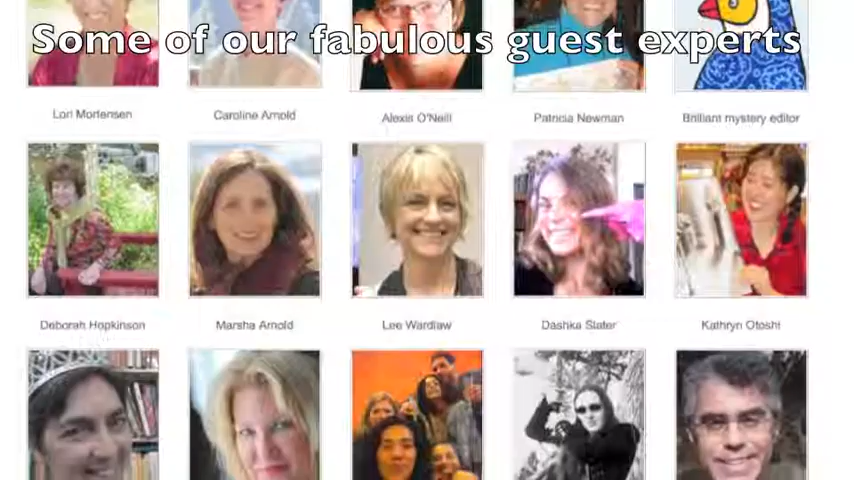 Some of our fabulous guest experts
Lori Mortensen
Caroline Arnold
Alexis O'Neill
Patricia Newman
Brilliant mystery editor
Deborah Hopkinson
Marsha Arnold
Lee Wardlaw
Dashka Slater
Kathryn Otoshi